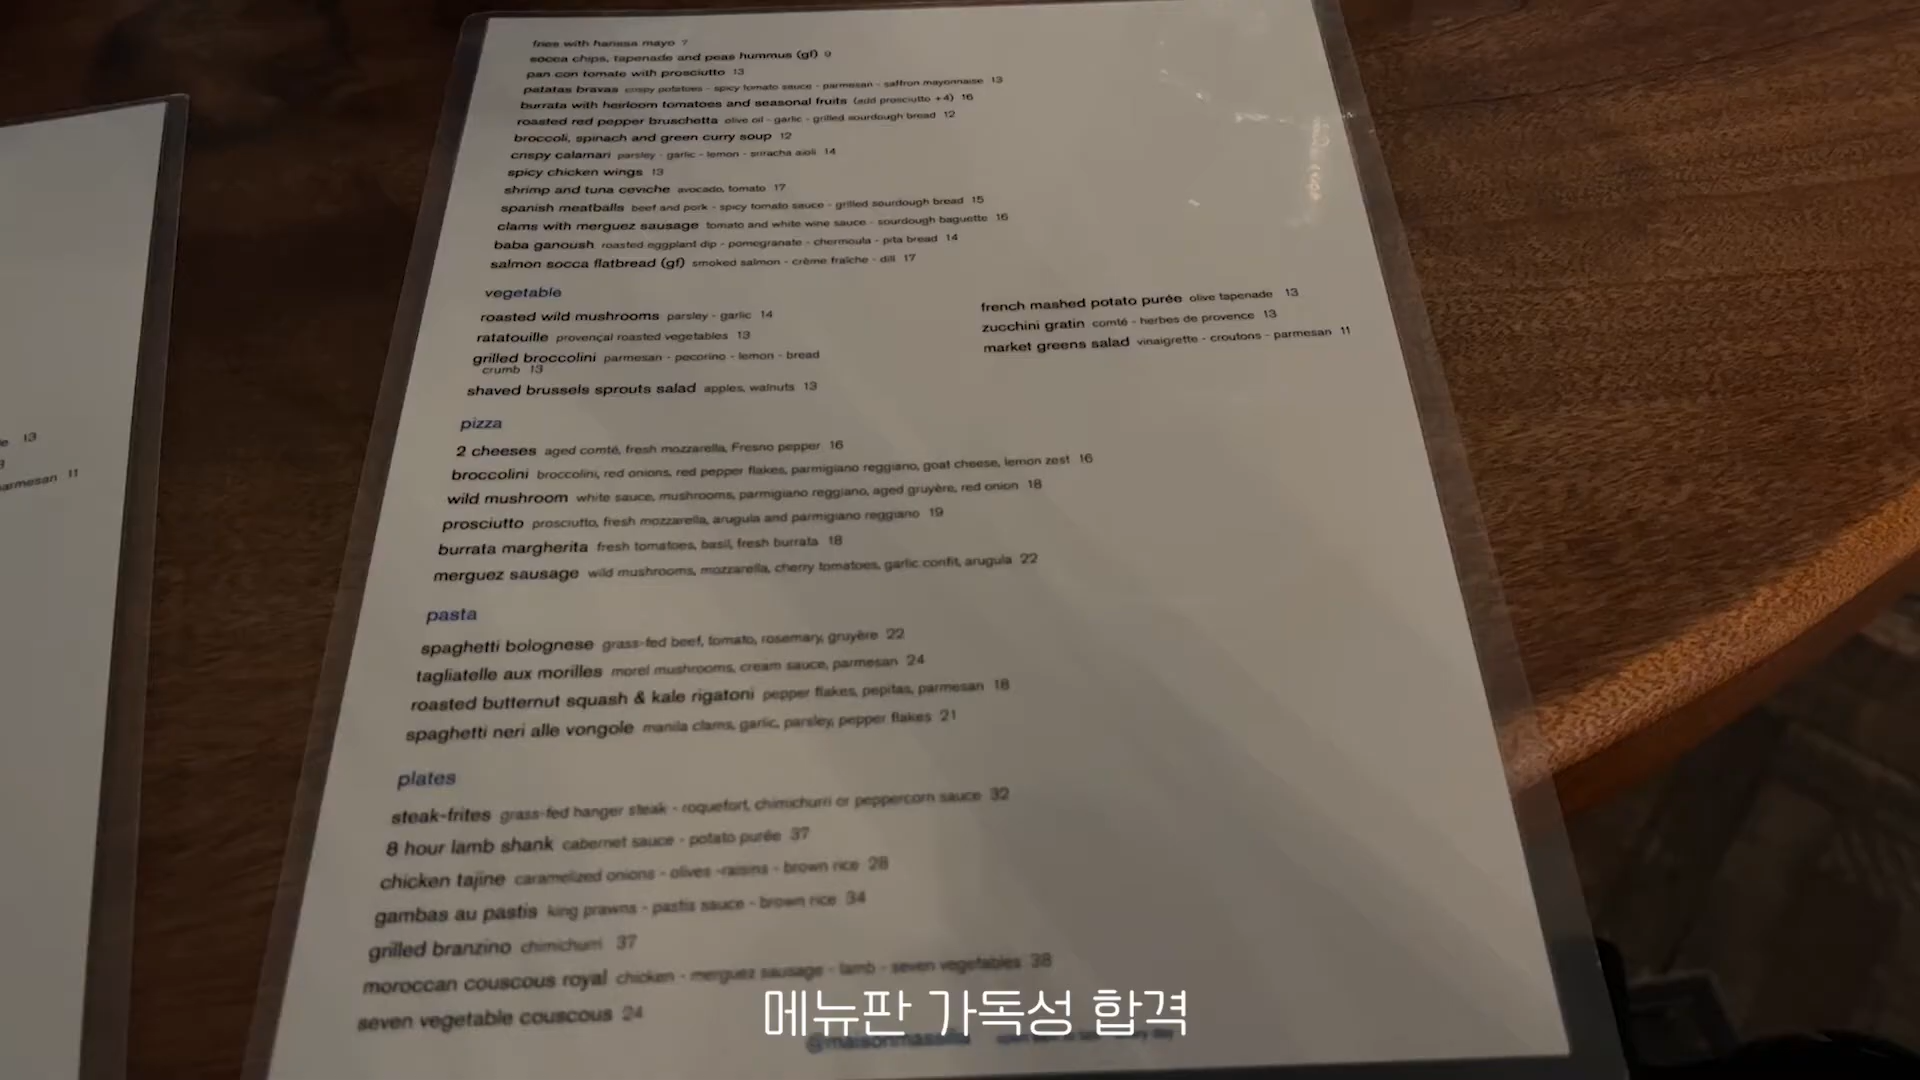 fries with harissa mayo 7
socca chips, tapenade and peas hummus (gf) 9
pan con tomate with prosciutto 13
patatas bravas crispy potatoes - spicy tomato sauce - parmesan - saffron mayonnaise 13
burrata with heirloom tomatoes and seasonal fruits (add prosciutto +4) 16
roasted red pepper bruschetta olive oil - garlic - grilled sourdough bread 12
broccoli, spinach and green curry soup 12
crispy calamari parsley - garlic - lemon - sriracha aioli 14
spicy chicken wings 13
shrimp and tuna ceviche avocado, tomato 17
spanish meatballs beef and pork - spicy tomato sauce - grilled sourdough bread 15
clams with merguez sausage tomato and white wine sauce - sourdough baguette 16
baba ganoush roasted eggplant dip - pomegranate - chermoula - pita bread 14
salmon socca flatbread (gf) smoked salmon - crème fraîche - dill 17
vegetable
roasted wild mushrooms parsley - garlic 14
ratatouille provençal roasted vegetables 13
grilled broccolini parmesan - pecorino - lemon - bread
crumb 13
shaved brussels sprouts salad apples, walnuts 13
french mashed potato purée olive tapenade 13
zucchini gratin comté - herbes de provence 13
market greens salad vinaigrette - croutons - parmesan 11
pizza
2 cheeses aged comté, fresh mozzarella, Fresno pepper 16
broccolini broccolini, red onions, red pepper flakes, parmigiano reggiano, goat cheese, lemon zest 16
wild mushroom white sauce, mushrooms, parmigiano reggiano, aged gruyère, red onion 18
prosciutto prosciutto, fresh mozzarella, arugula and parmigiano reggiano 19
burrata margherita fresh tomatoes, basil, fresh burrata 18
merguez sausage wild mushrooms, mozzarella, cherry tomatoes, garlic confit, arugula 22
pasta
spaghetti bolognese grass-fed beef, tomato, rosemary, gruyère 22
tagliatelle aux morilles morel mushrooms, cream sauce, parmesan 24
roasted butternut squash & kale rigatoni pepper flakes, pepitas, parmesan 18
spaghetti neri alle vongole manila clams, garlic, parsley, pepper flakes 21
plates
steak-frites grass-fed hanger steak - roquefort, chimichurri or peppercorn sauce 32
8 hour lamb shank cabernet sauce - potato purée 37
chicken tajine caramelized onions - olives -raisins - brown rice 28
gambas au pastis king prawns - pastis sauce - brown rice 34
grilled branzino chimichurri 37
moroccan couscous royal chicken - merguez sausage - lamb - seven vegetables 38
seven vegetable couscous 24
13
parmesan 11
메뉴판 가독성 합격